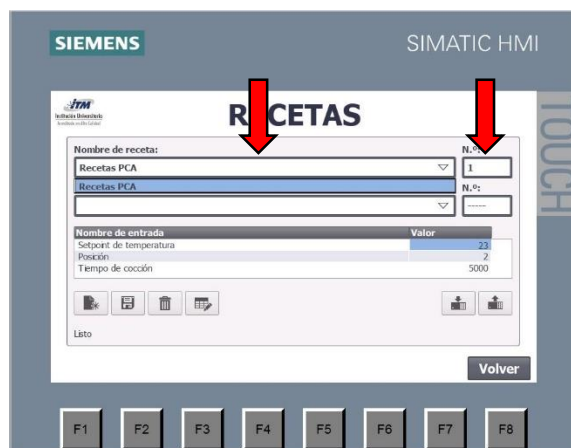 SIEMENS
SIMATIC HMI
TOUCH
iTM
Institución Universitaria
RECETAS
Nombre de receta:
N.º:
Recetas PCA
1
Recetas PCA
N.º:
-----
Nombre de entrada
Valor
Setpoint de temperatura
23
Posición
2
Tiempo de cocción
5000
Listo
Volver
F1
F2
F3
F4
F5
F6
F7
F8